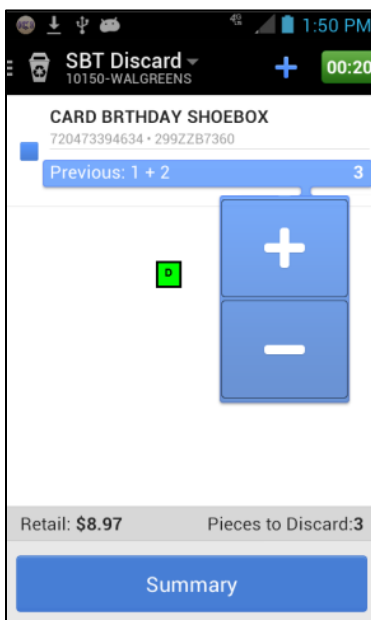 4G
1:50 PM
SBT Discard
00:20
10150-WALGREENS
CARD BRTHDAY SHOEBOX
720473394634 • 299ZZB7360
Previous: 1 + 2 3
D
Retail: $8.97 Pieces to Discard:3
Summary